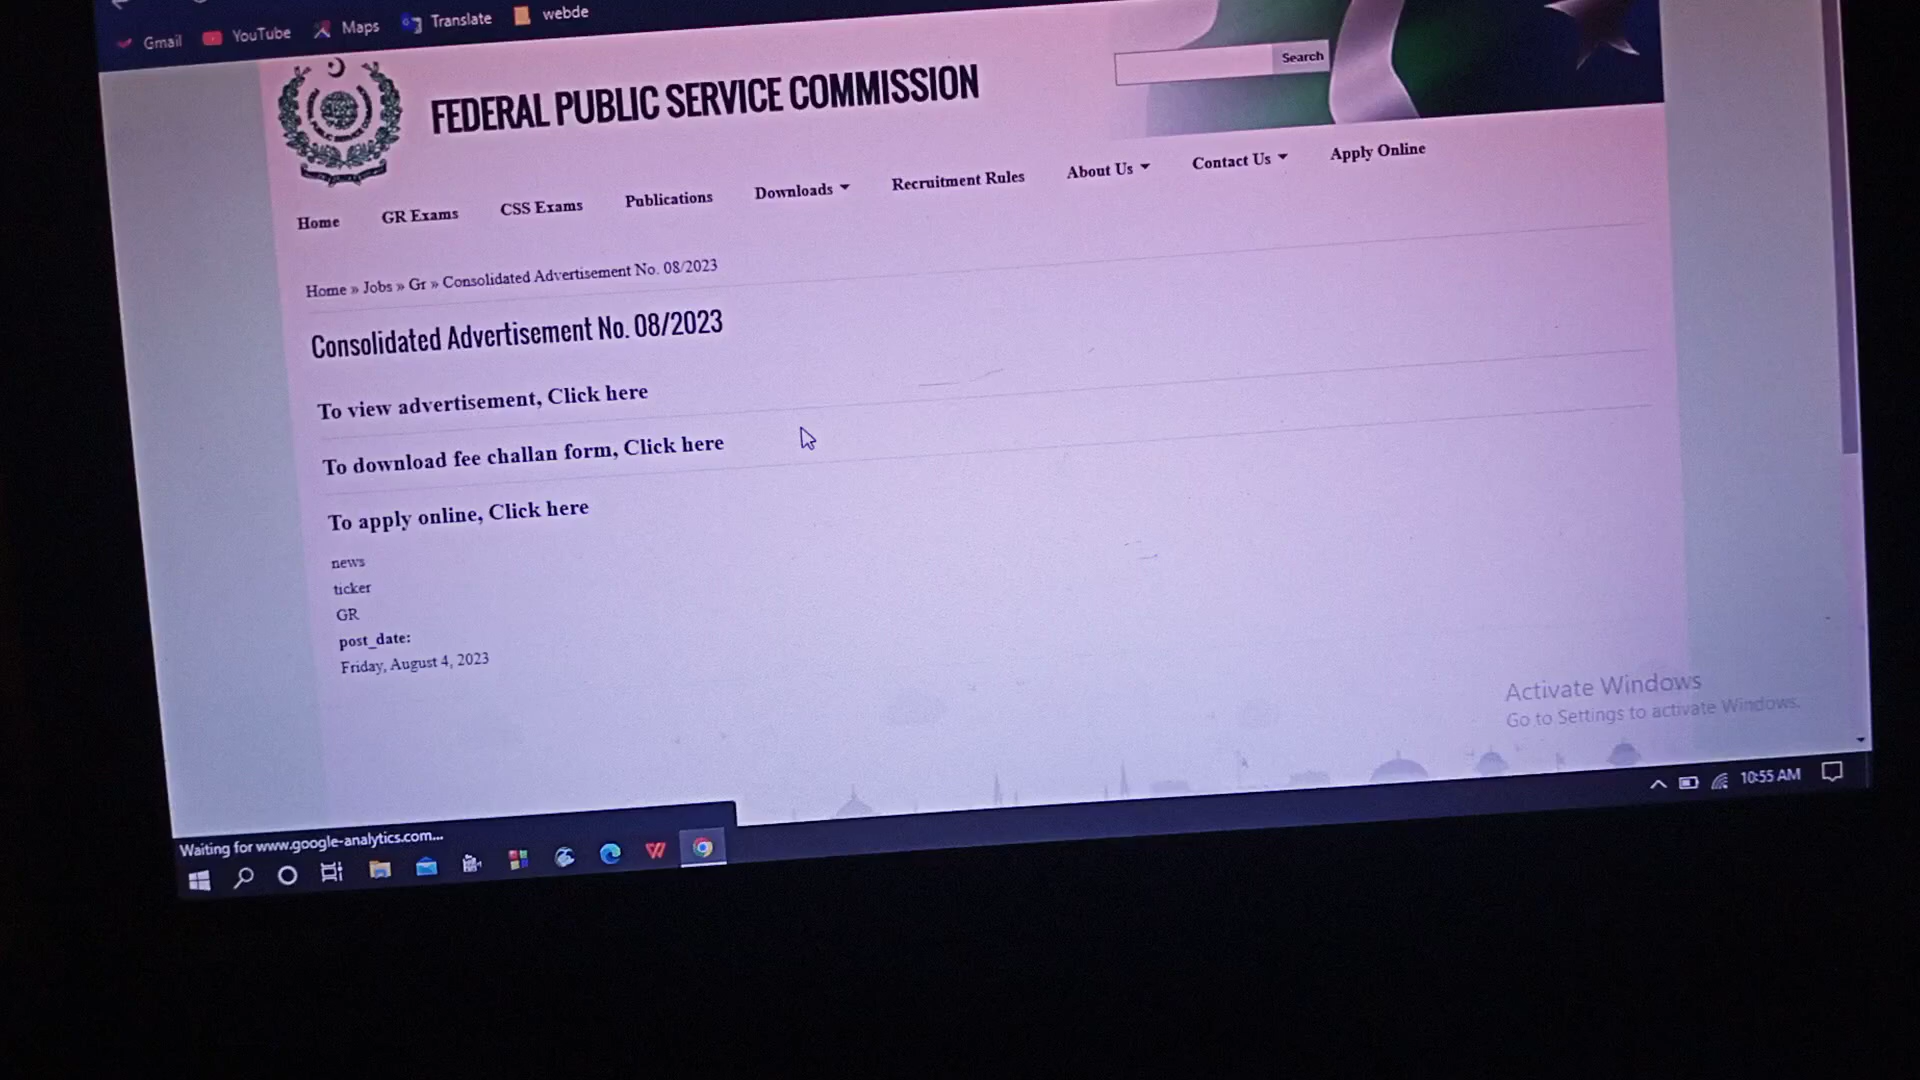 Gmail YouTube Maps Translate webde
FEDERAL PUBLIC SERVICE COMMISSION
Search
Home GR Exams CSS Exams Publications Downloads Recruitment Rules About Us Contact Us Apply Online
Home » Jobs » Gr » Consolidated Advertisement No. 08/2023
Consolidated Advertisement No. 08/2023
To view advertisement, Click here
To download fee challan form, Click here
To apply online, Click here
news
ticker
GR
post_date:
Friday, August 4, 2023
Activate Windows
Go to Settings to activate Windows.
Waiting for www.google-analytics.com...
10:55 AM